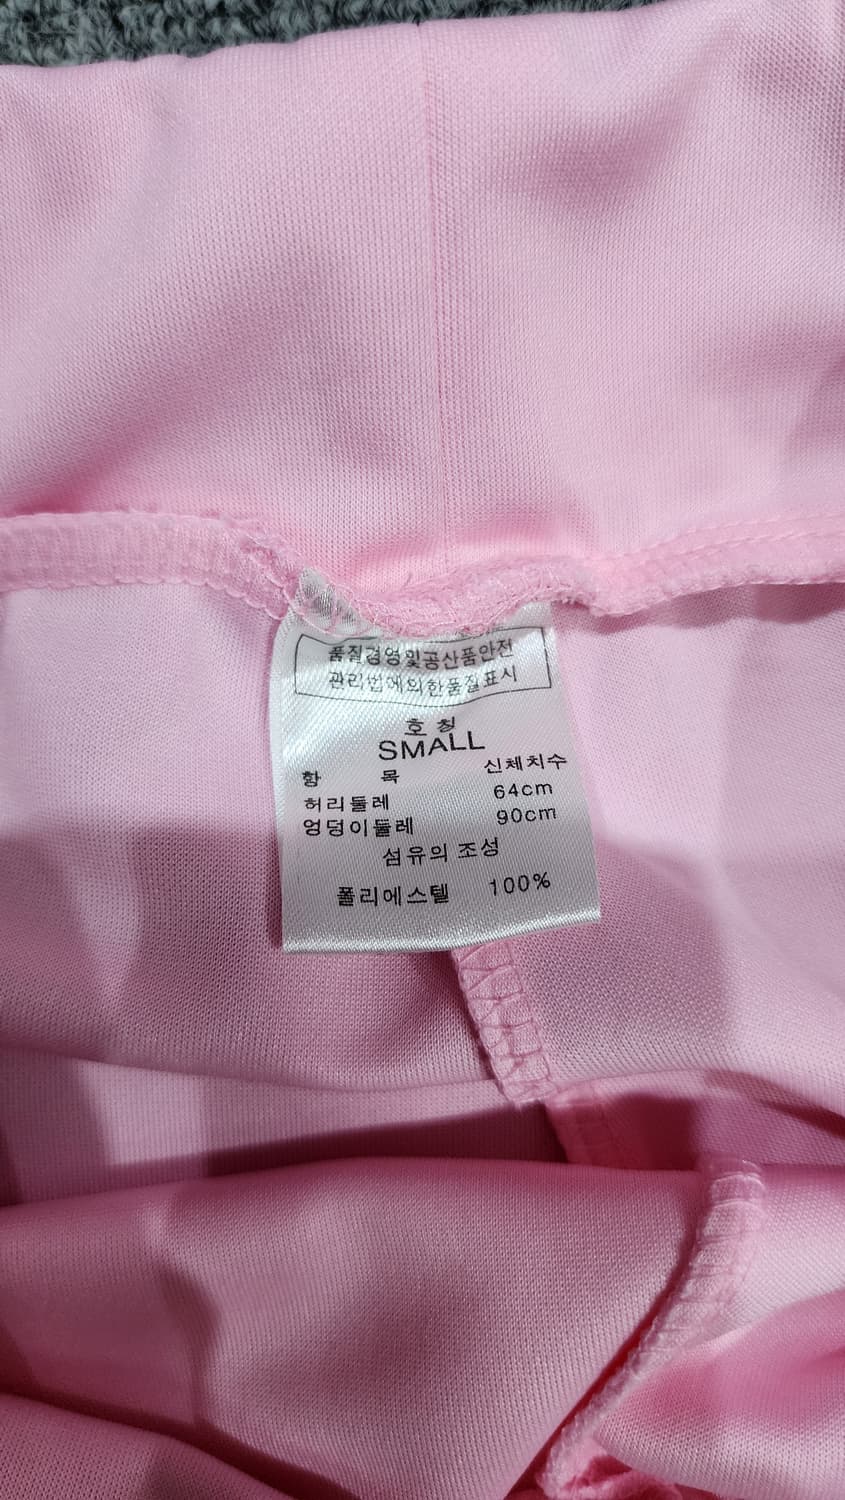 품질경영및공산품안전
관리법에의한품질표시
호칭
SMALL
항 목 신체치수
허리둘레 64cm
엉덩이둘레 90cm
섬유의 조성
폴리에스텔 100%